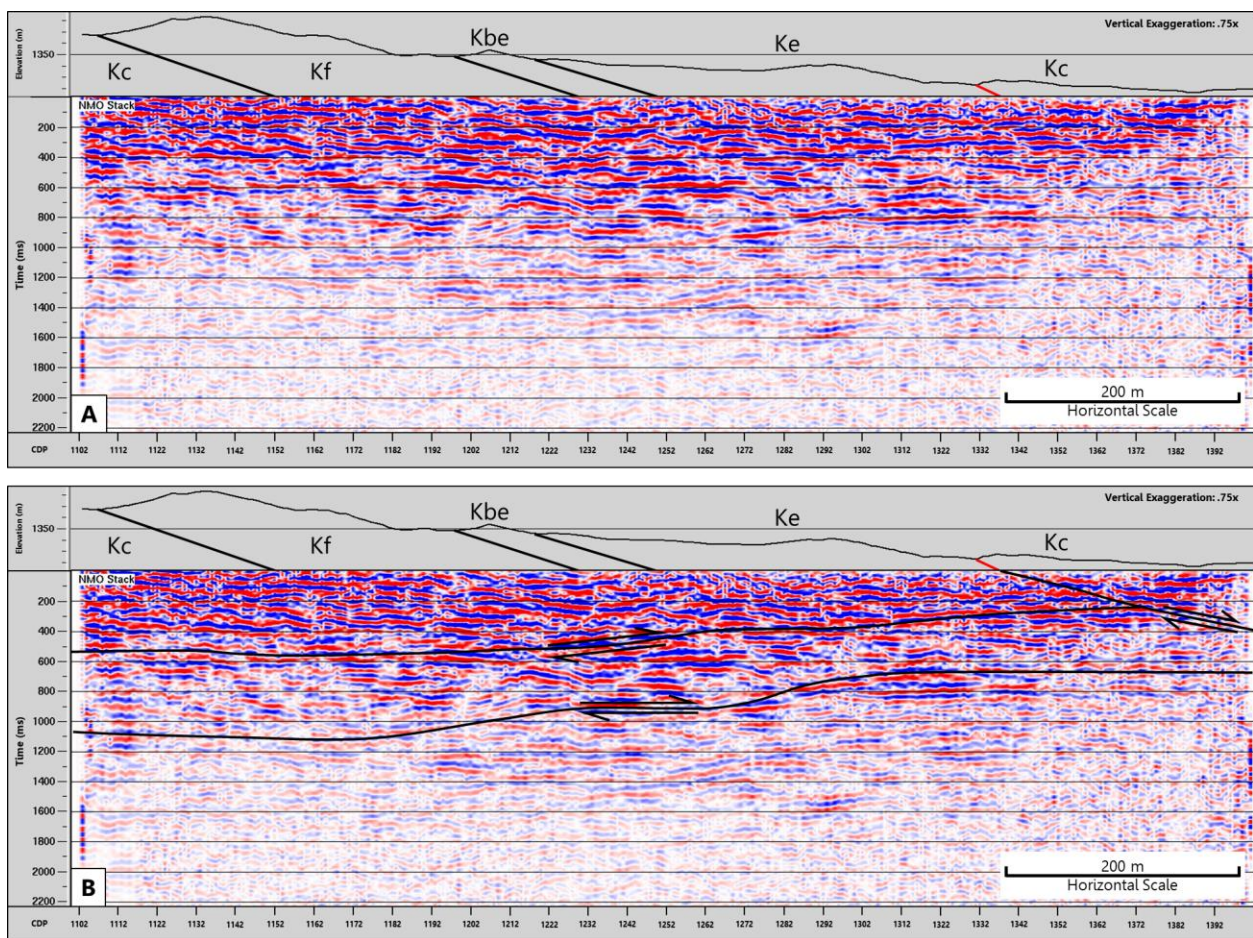 Vertical Exaggeration: .75x
Elevation (m)
1350
Kc
Kf
Kbe
Ke
Kc
NMO Stack
Time (ms)
200
400
600
800
1000
1200
1400
1600
1800
2000
2200
A
200 m
Horizontal Scale
CDP 1102 1112 1122 1132 1142 1152 1162 1172 1182 1192 1202 1212 1222 1232 1242 1252 1262 1272 1282 1292 1302 1312 1322 1332 1342 1352 1362 1372 1382 1392
Vertical Exaggeration: .75x
Elevation (m)
1350
Kc
Kf
Kbe
Ke
Kc
NMO Stack
Time (ms)
200
400
600
800
1000
1200
1400
1600
1800
2000
2200
B
200 m
Horizontal Scale
CDP 1102 1112 1122 1132 1142 1152 1162 1172 1182 1192 1202 1212 1222 1232 1242 1252 1262 1272 1282 1292 1302 1312 1322 1332 1342 1352 1362 1372 1382 1392